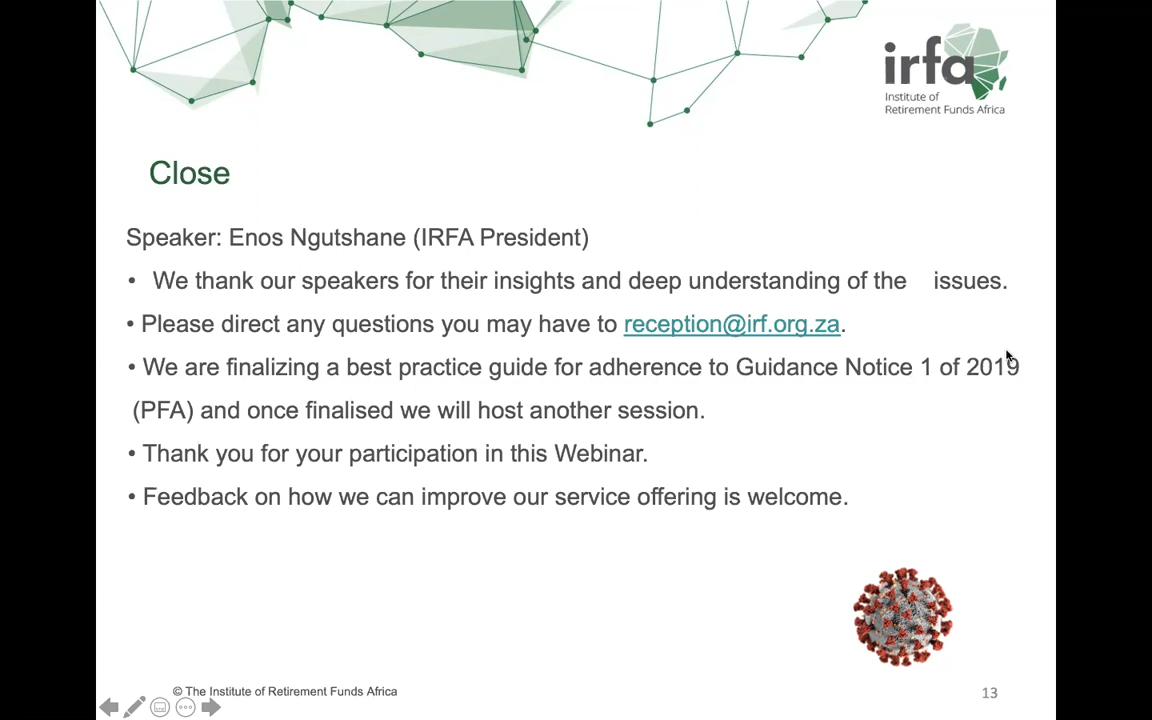 irfa
Institute of
Retirement Funds Africa
Close
Speaker: Enos Ngutshane (IRFA President)
• We thank our speakers for their insights and deep understanding of the issues.
• Please direct any questions you may have to reception@irf.org.za.
• We are finalizing a best practice guide for adherence to Guidance Notice 1 of 2019
(PFA) and once finalised we will host another session.
• Thank you for your participation in this Webinar.
• Feedback on how we can improve our service offering is welcome.
© The Institute of Retirement Funds Africa
13